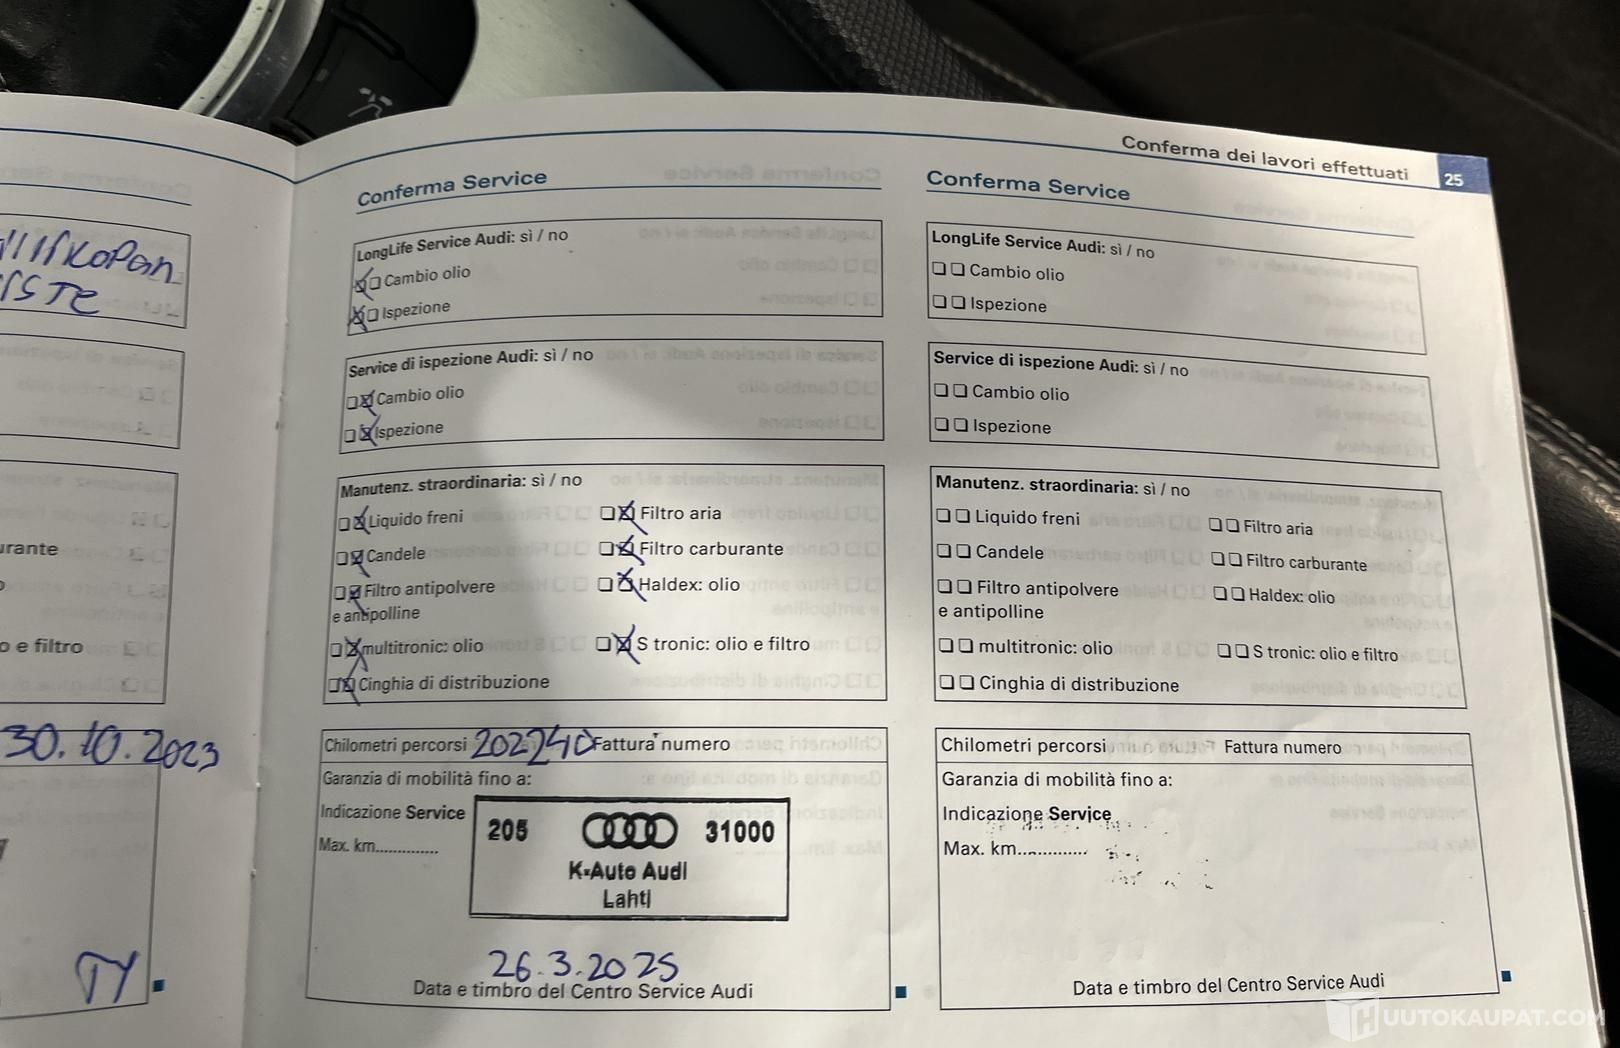 Conferma dei lavori effettuati 25
ISTE
urante
o e filtro
30.10.2023
TY
Conferma Service
LongLife Service Audi: sì / no
Cambio olio
Ispezione
Service di ispezione Audi: sì / no
Cambio olio
Ispezione
Manutenz. straordinaria: sì / no
Liquido freni Filtro aria
Candele Filtro carburante
Filtro antipolvere Haldex: olio
e antipolline
multitronic: olio S tronic: olio e filtro
Cinghia di distribuzione
Chilometri percorsi 202240 Fattura numero
Garanzia di mobilità fino a:
Indicazione Service
Max. km..............
205 31000
K-Auto Audi
Lahti
26.3.2025
Data e timbro del Centro Service Audi
Conferma Service
LongLife Service Audi: sì / no
Cambio olio
Ispezione
Service di ispezione Audi: sì / no
Cambio olio
Ispezione
Manutenz. straordinaria: sì / no
Liquido freni Filtro aria
Candele Filtro carburante
Filtro antipolvere Haldex: olio
e antipolline
multitronic: olio S tronic: olio e filtro
Cinghia di distribuzione
Chilometri percorsi Fattura numero
Garanzia di mobilità fino a:
Indicazione Service
Max. km..............
Data e timbro del Centro Service Audi
HUUTOKAUPAT.COM